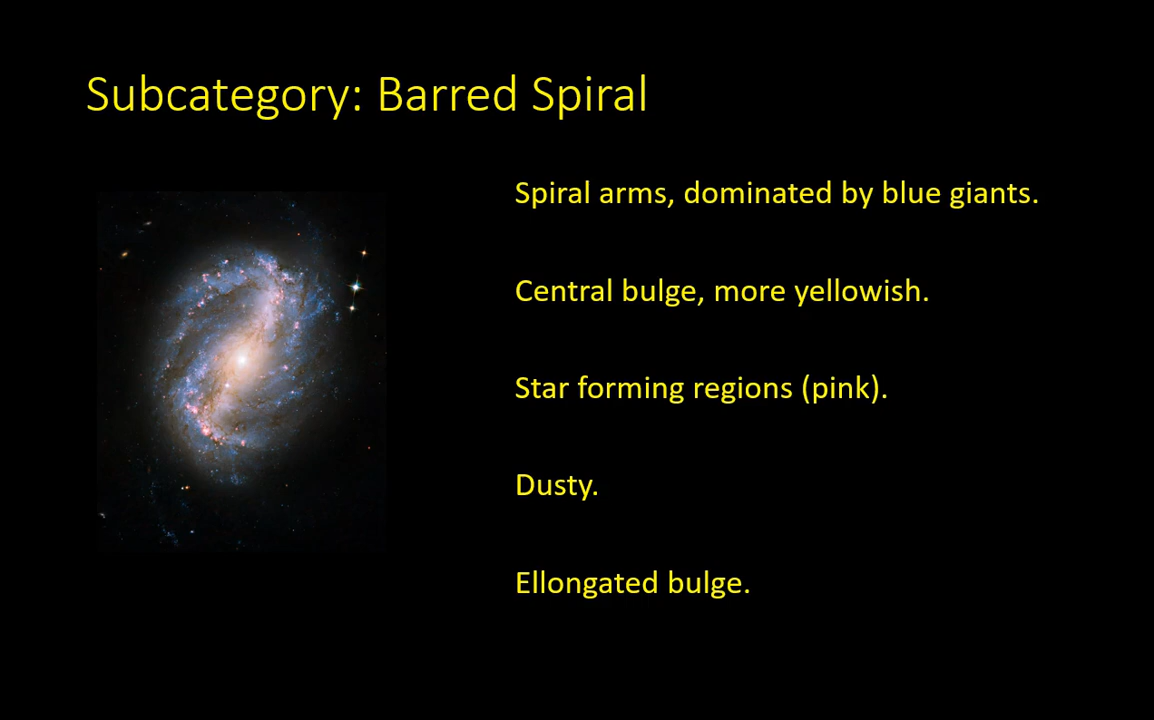 Subcategory: Barred Spiral
Spiral arms, dominated by blue giants.
Central bulge, more yellowish.
Star forming regions (pink).
Dusty.
Ellongated bulge.